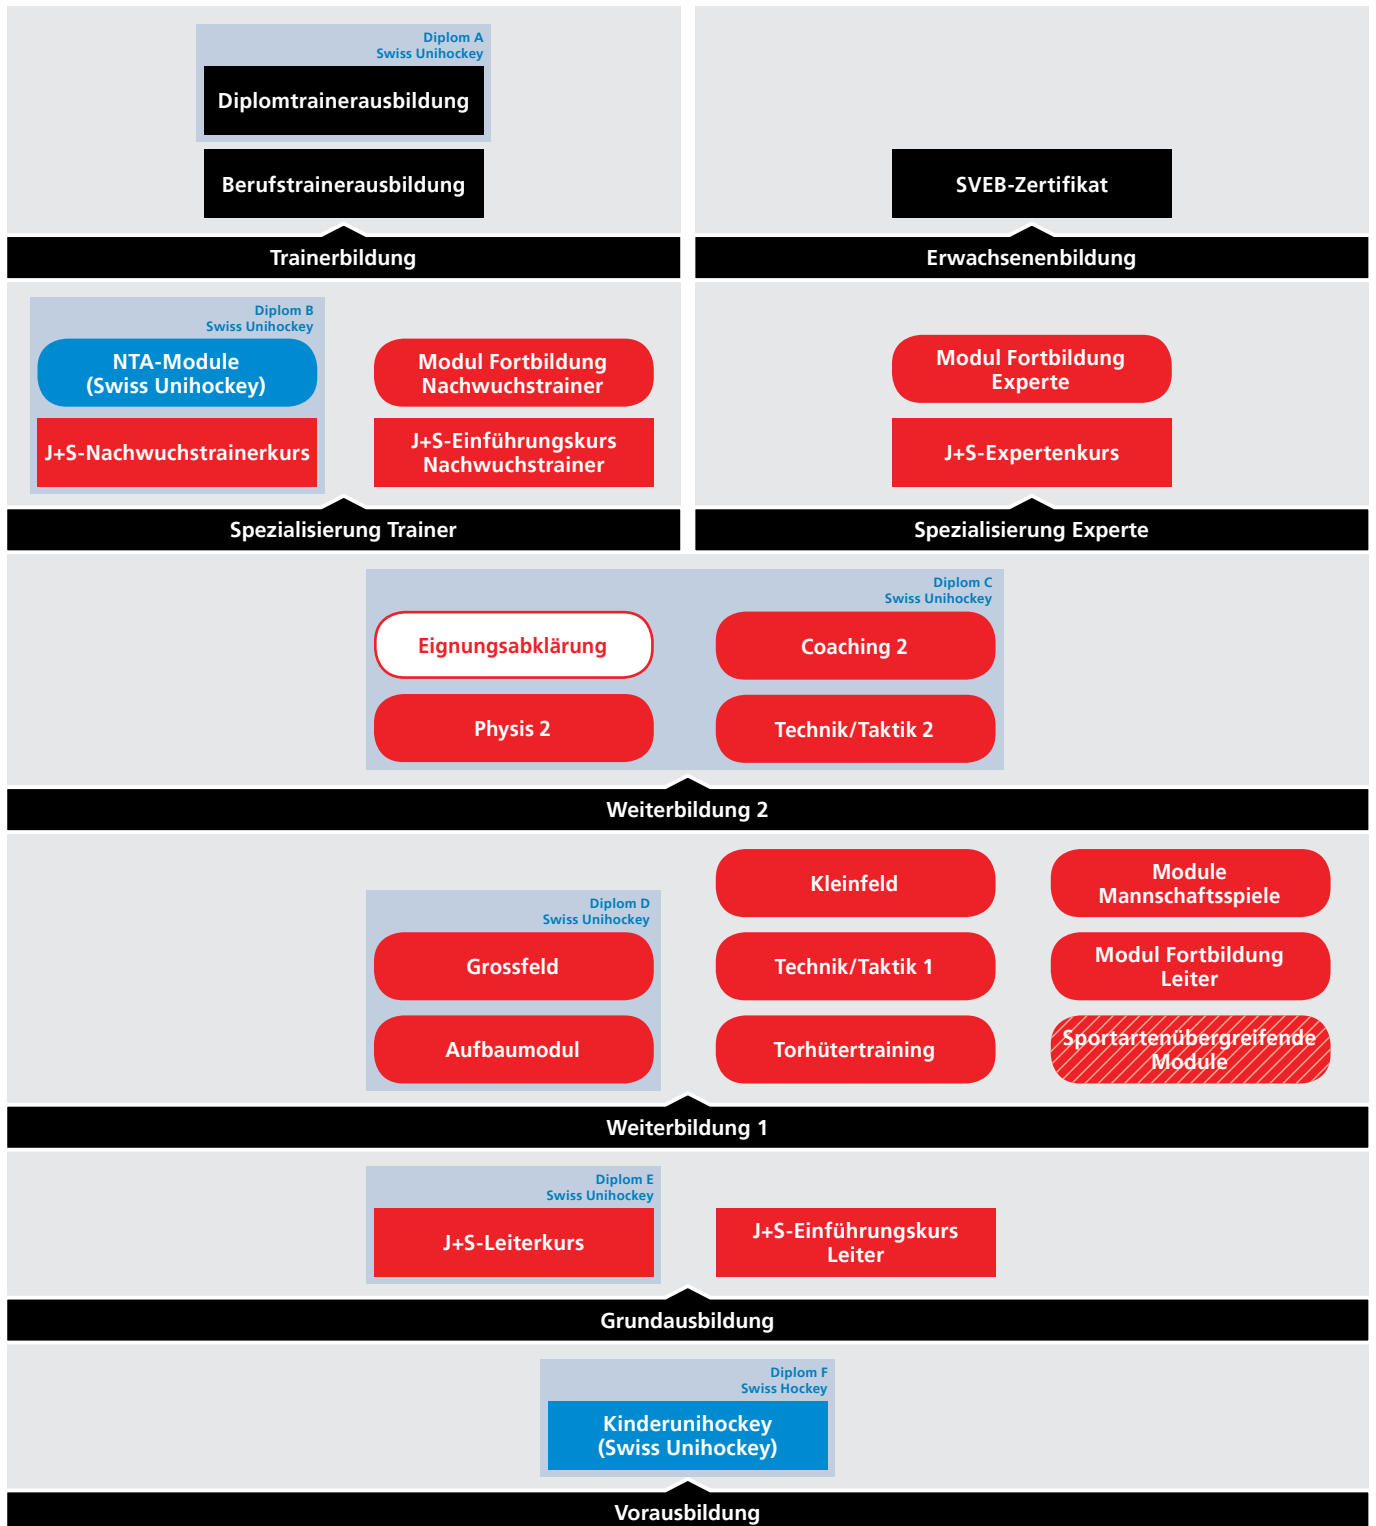 Diplom A
Swiss Unihockey
Diplomtrainerausbildung
Berufstrainerausbildung
SVEB-Zertifikat
Trainerbildung
Erwachsenenbildung
Diplom B
Swiss Unihockey
NTA-Module
(Swiss Unihockey)
Modul Fortbildung
Nachwuchstrainer
Modul Fortbildung
Experte
J+S-Nachwuchstrainerkurs
J+S-Einführungskurs
Nachwuchstrainer
J+S-Expertenkurs
Spezialisierung Trainer
Spezialisierung Experte
Diplom C
Swiss Unihockey
Eignungsabklärung
Coaching 2
Physis 2
Technik/Taktik 2
Weiterbildung 2
Kleinfeld
Module
Mannschaftsspiele
Diplom D
Swiss Unihockey
Grossfeld
Technik/Taktik 1
Modul Fortbildung
Leiter
Aufbaumodul
Torhütertraining
Sportartenübergreifende
Module
Weiterbildung 1
Diplom E
Swiss Unihockey
J+S-Leiterkurs
J+S-Einführungskurs
Leiter
Grundausbildung
Diplom F
Swiss Hockey
Kinderunihockey
(Swiss Unihockey)
Vorausbildung